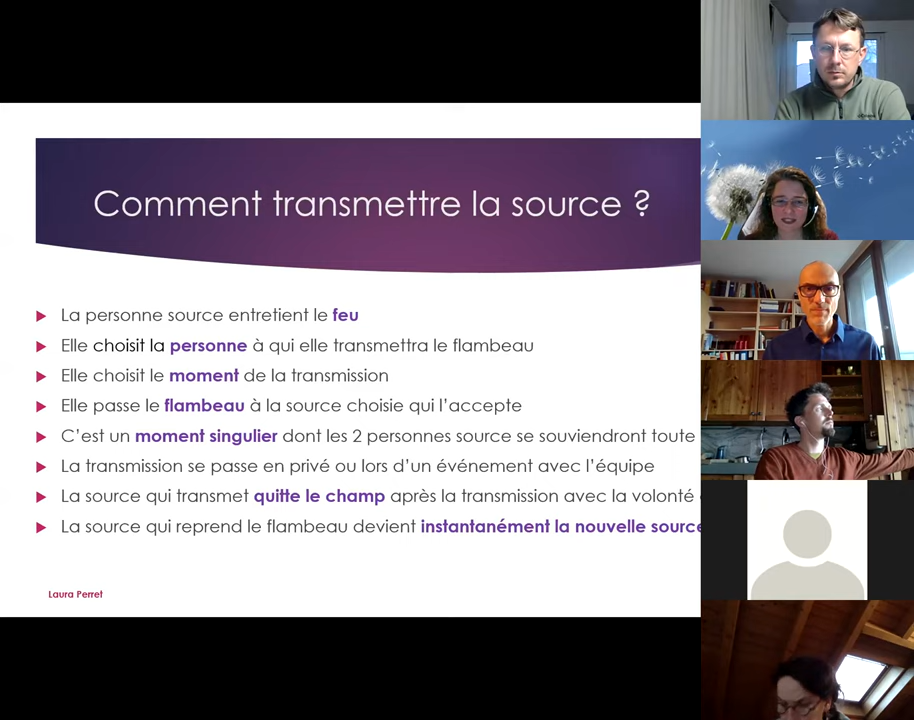 Comment transmettre la source ?
La personne source entretient le feu
Elle choisit la personne à qui elle transmettra le flambeau
Elle choisit le moment de la transmission
Elle passe le flambeau à la source choisie qui l'accepte
C'est un moment singulier dont les 2 personnes source se souviendront toute
La transmission se passe en privé ou lors d'un événement avec l'équipe
La source qui transmet quitte le champ après la transmission avec la volonté
La source qui reprend le flambeau devient instantanément la nouvelle source
Laura Perret